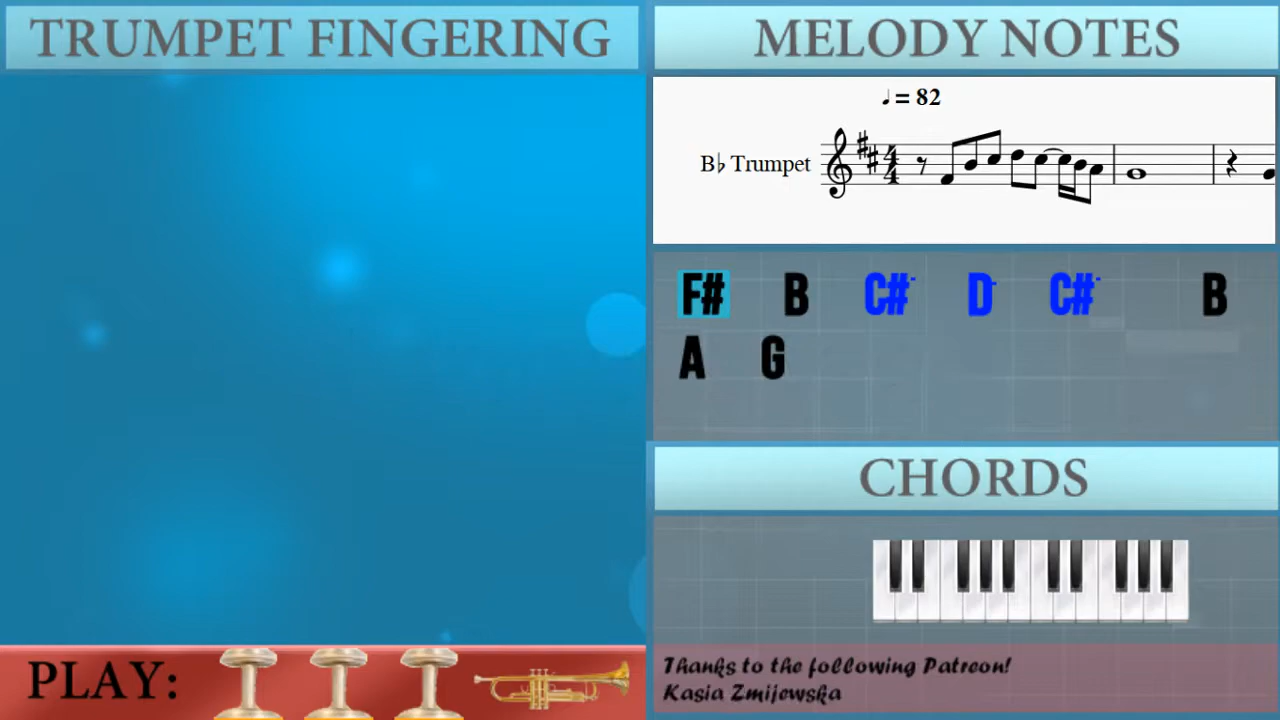 TRUMPET FINGERING
MELODY NOTES
♩ = 82
B♭ Trumpet
F# B C#- D- C#- B
A G
CHORDS
PLAY:
Thanks to the following Patreon!
Kasia Zmijewska